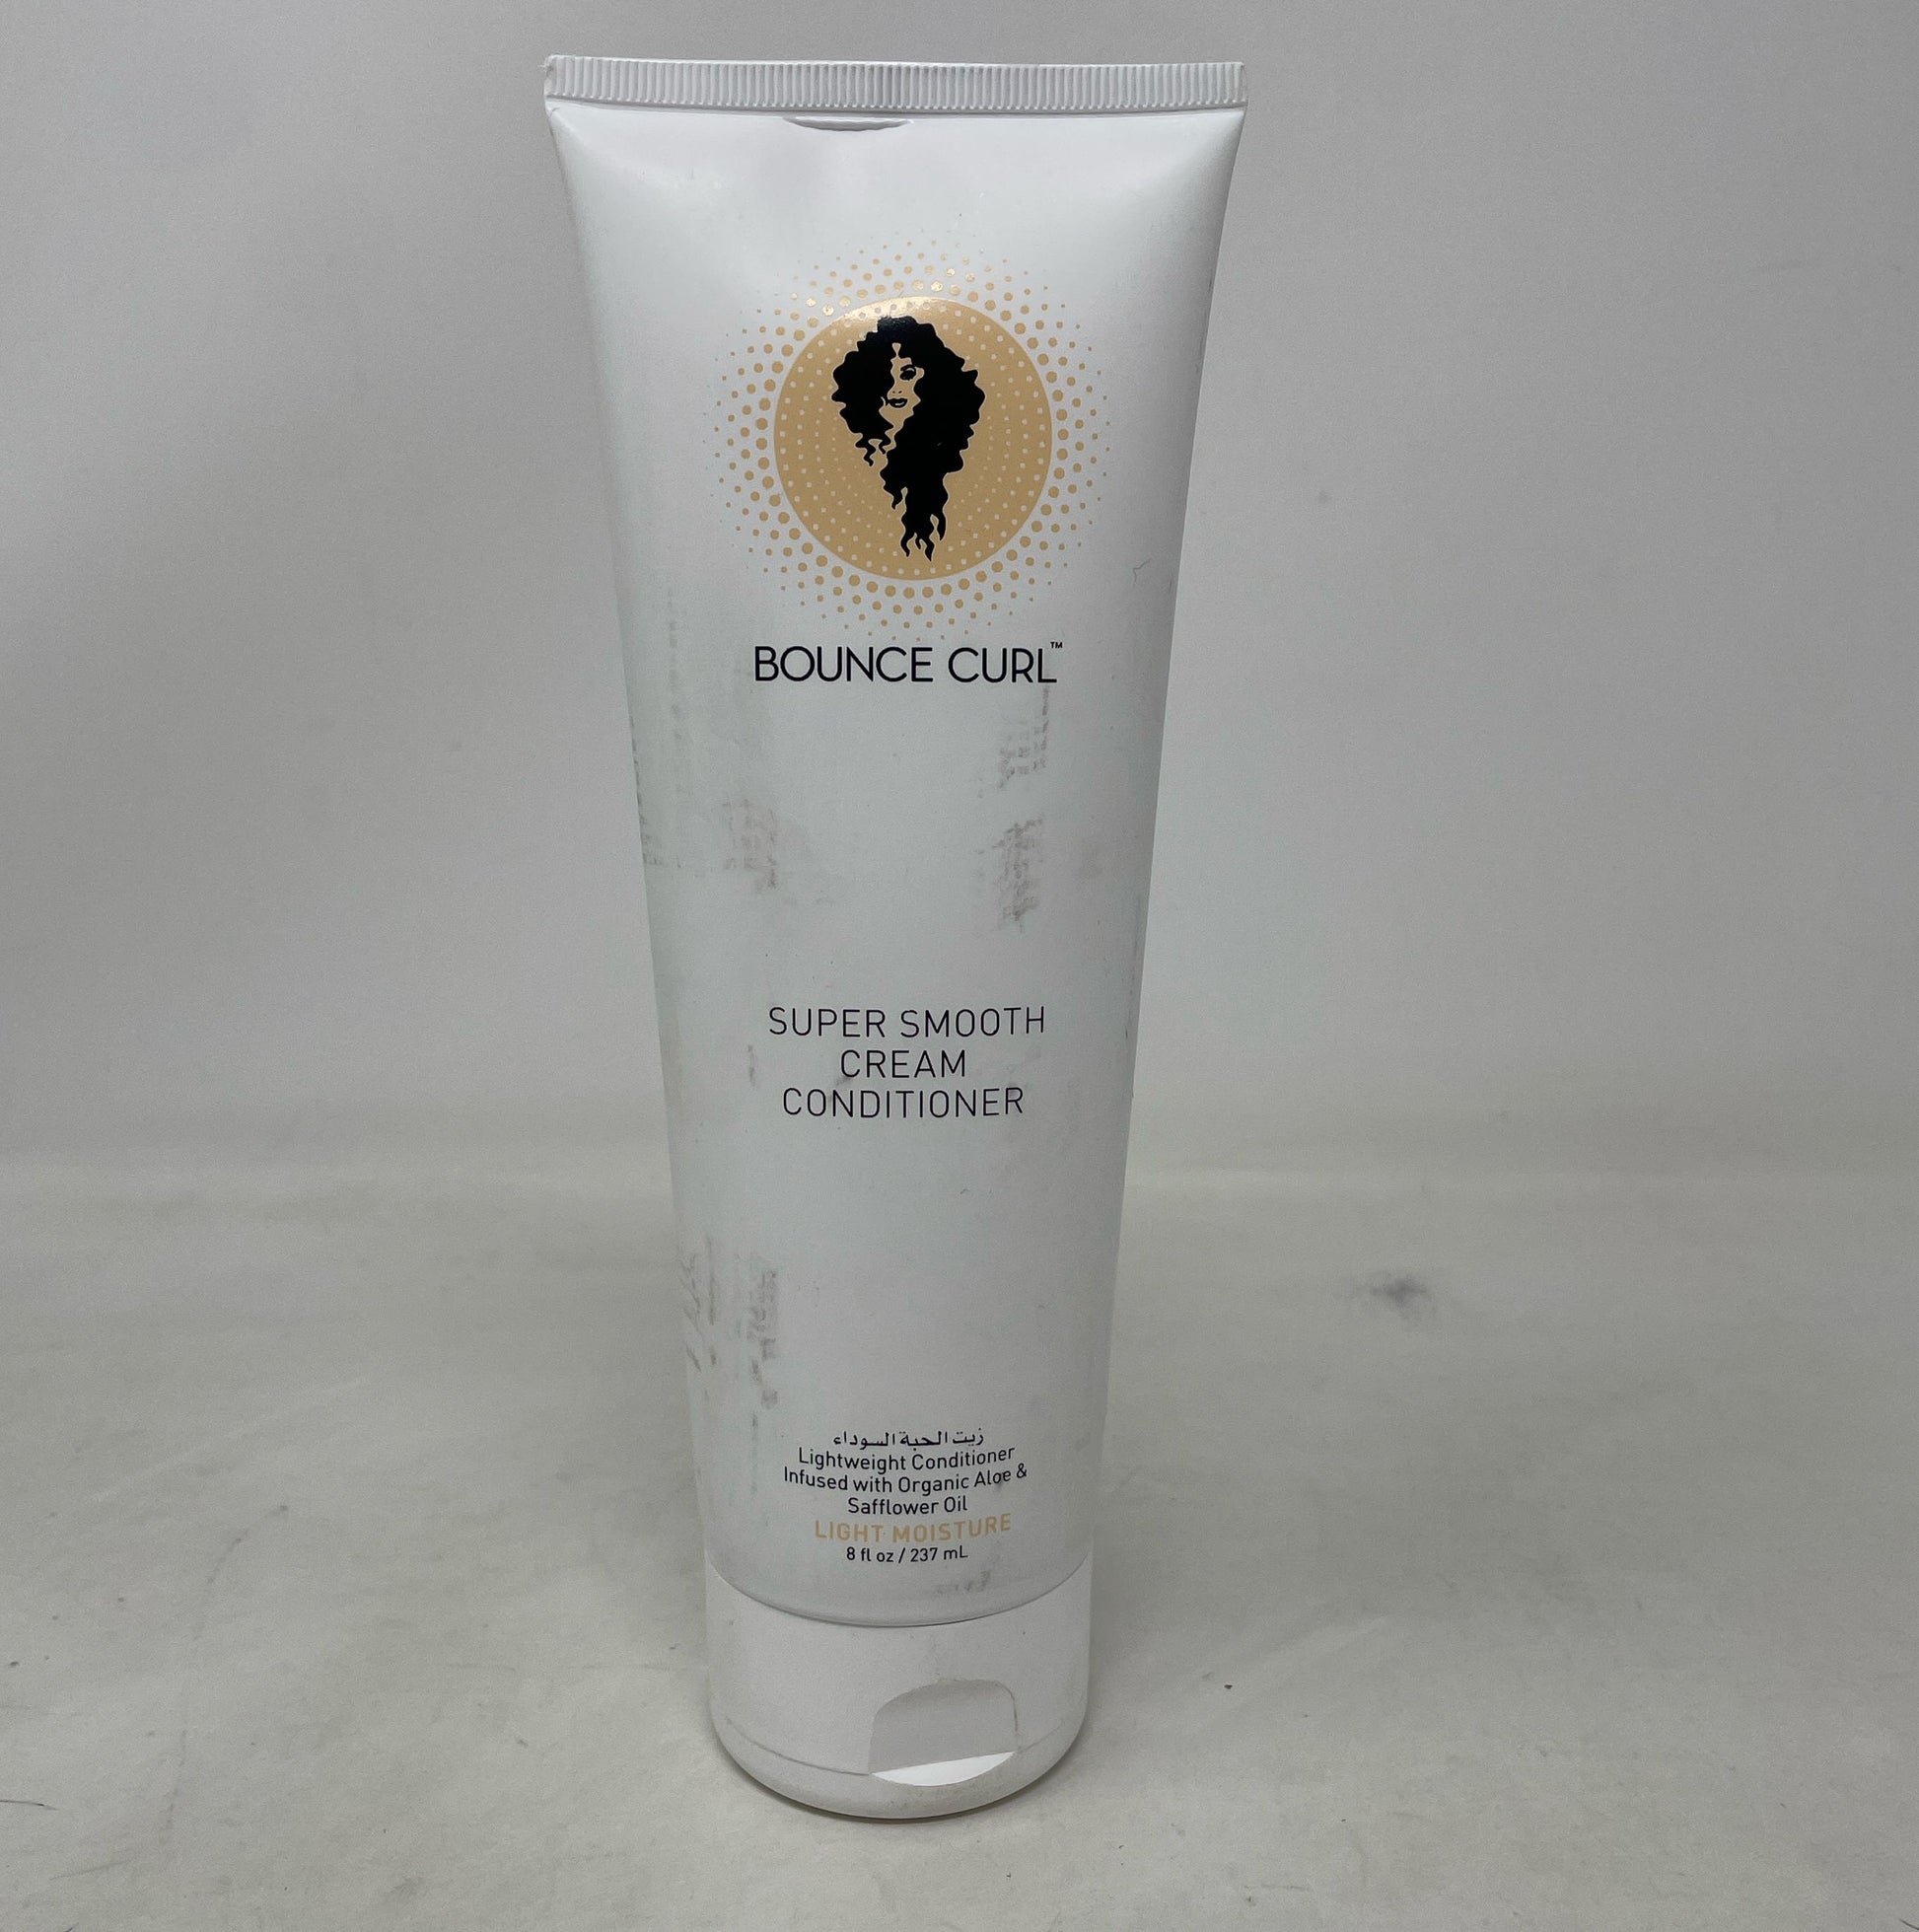 BOUNCE CURL™
SUPER SMOOTH
CREAM
CONDITIONER
زيت الحبة السوداء
Lightweight Conditioner
Infused with Organic Aloe &
Safflower Oil
LIGHT MOISTURE
8 fl oz / 237 mL